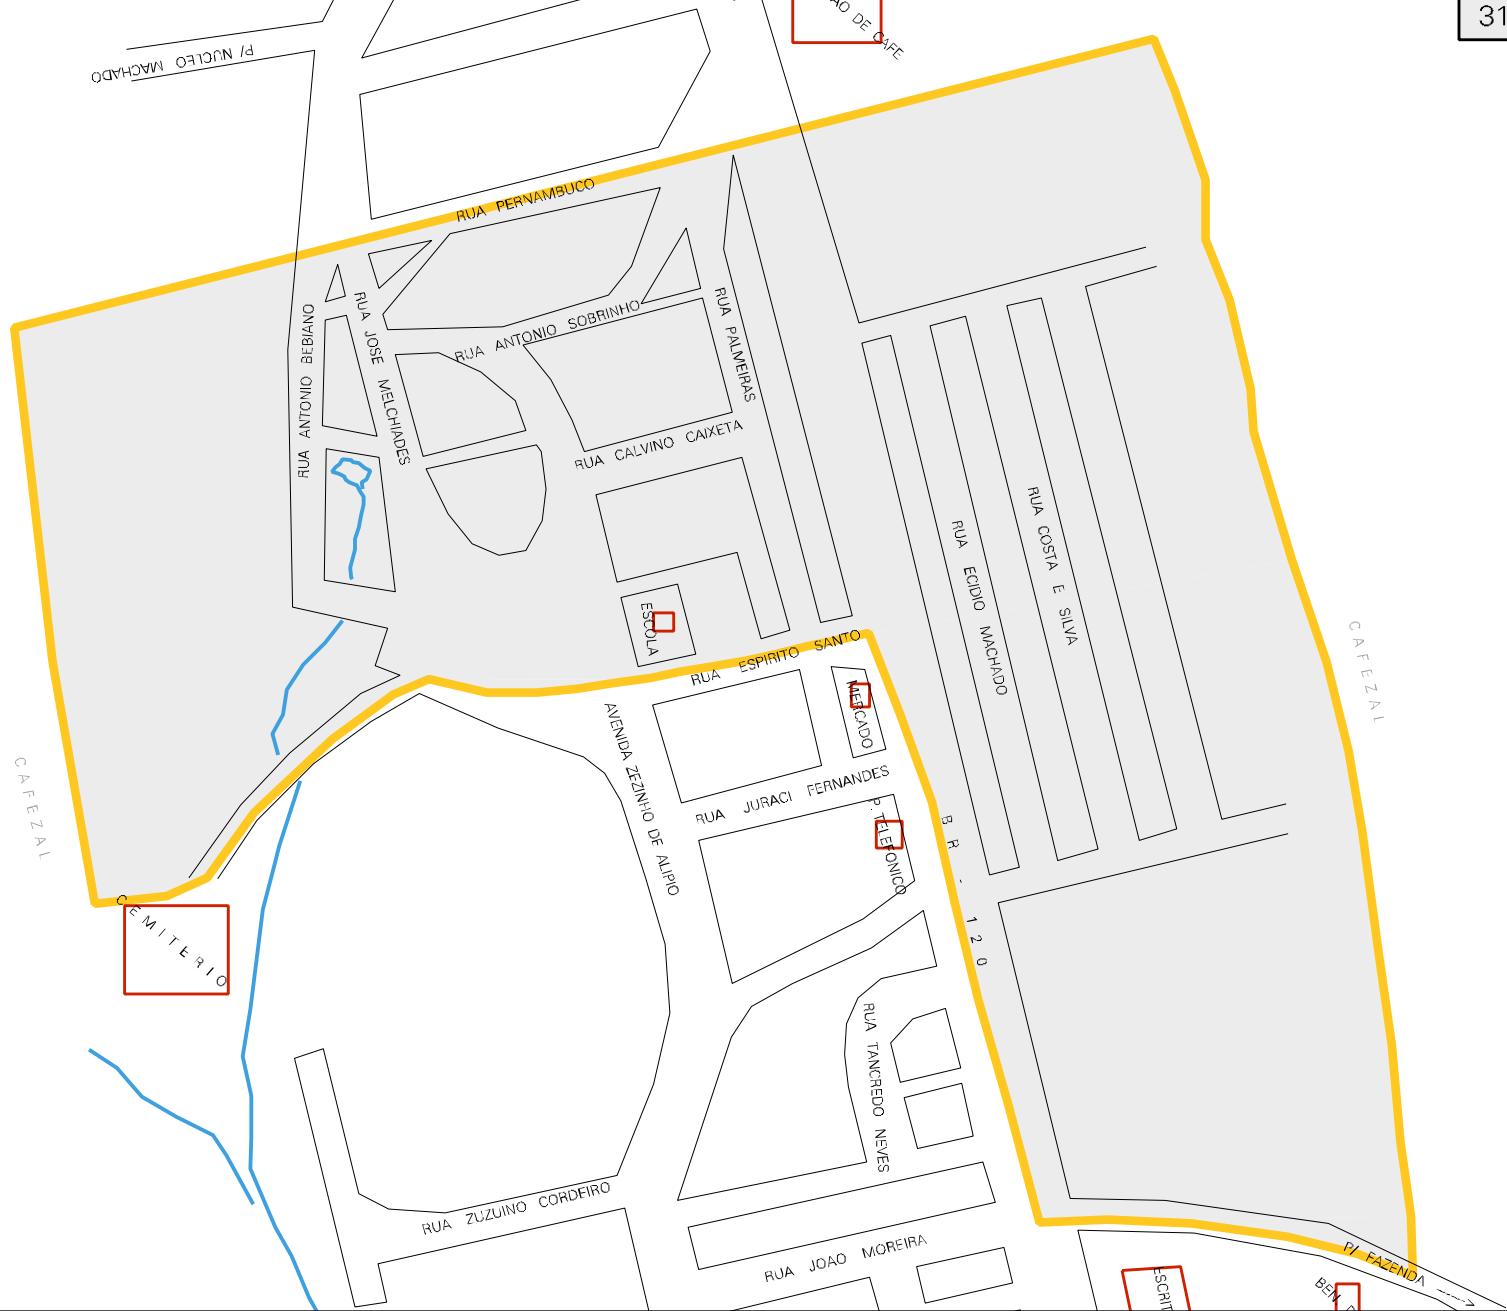 31
DE CAFE
P/ NUCLEO MACHADO
RUA PERNAMBUCO
RUA ANTONIO BEBIANO
RUA JOSE MELCHIADES
RUA ANTONIO SOBRINHO
RUA PALMEIRAS
RUA CALVINO CAIXETA
RUA ECIDIO MACHADO
RUA COSTA E SILVA
ESCOLA
RUA ESPIRITO SANTO
CAFEZAL
MERCADO
AVENIDA ZEZINHO DE ALIPIO
RUA JURACI FERNANDES
CAFEZAL
P. TELEFONICO
BR - 120
CEMITERIO
RUA TANCREDO NEVES
RUA ZUZUINO CORDEIRO
RUA JOAO MOREIRA
P/ FAZENDA
ESCRIT
BEN